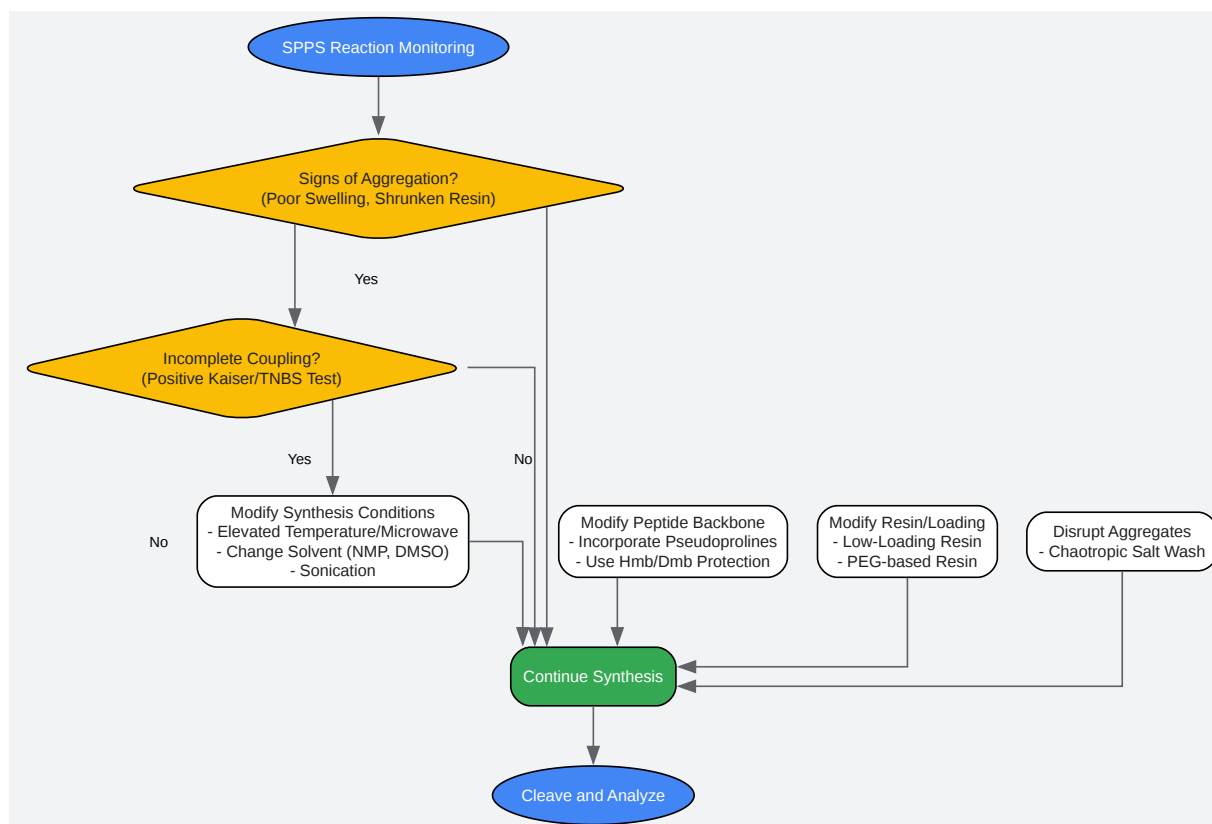 SPPS Reaction Monitoring
Signs of Aggregation?
(Poor Swelling, Shrunken Resin)
Yes
Incomplete Coupling?
(Positive Kaiser/TNBS Test)
Yes
No
No
Modify Synthesis Conditions
- Elevated Temperature/Microwave
- Change Solvent (NMP, DMSO)
- Sonication
Modify Peptide Backbone
- Incorporate Pseudoprolines
- Use Hmb/Dmb Protection
Modify Resin/Loading
- Low-Loading Resin
- PEG-based Resin
Disrupt Aggregates
- Chaotropic Salt Wash
Continue Synthesis
Cleave and Analyze